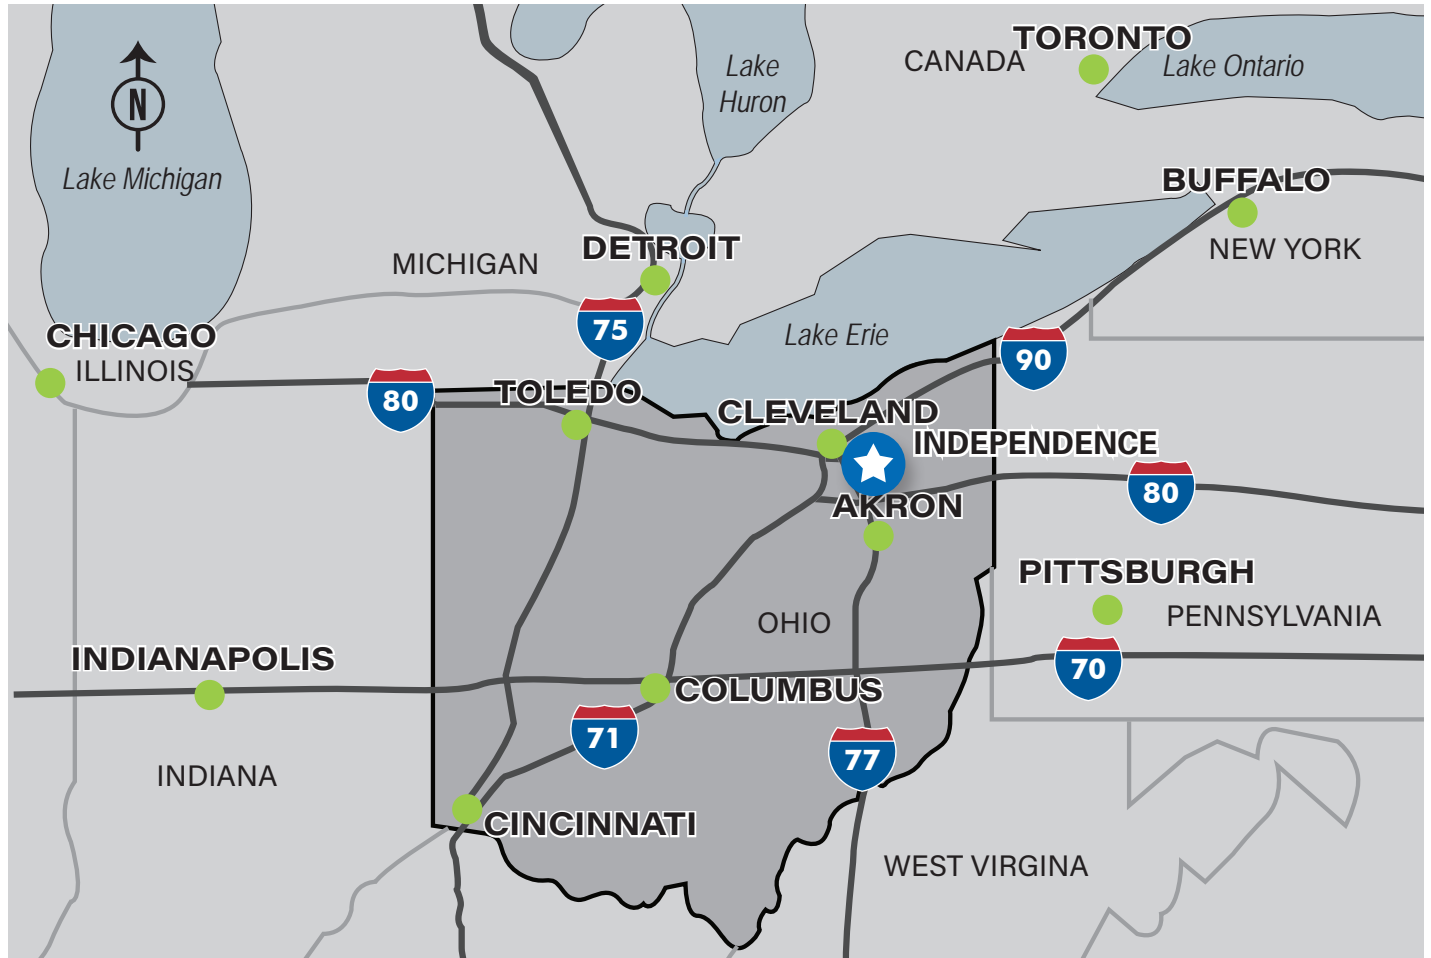 TORONTO
CANADA
Lake Ontario
Lake
Huron
N
Lake Michigan
BUFFALO
NEW YORK
DETROIT
MICHIGAN
75
Lake Erie
CHICAGO
ILLINOIS
90
80
TOLEDO
CLEVELAND
INDEPENDENCE
80
AKRON
PITTSBURGH
PENNSYLVANIA
OHIO
INDIANAPOLIS
70
COLUMBUS
71
77
INDIANA
CINCINNATI
WEST VIRGINA